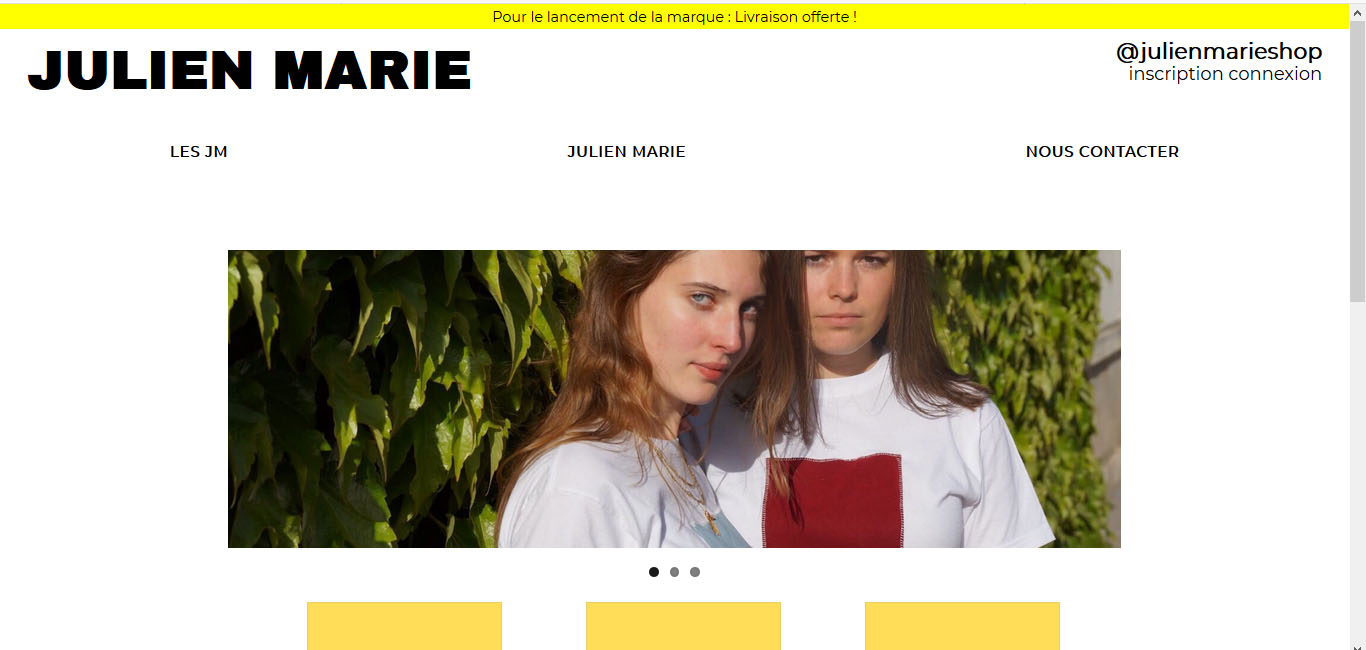 Pour le lancement de la marque : Livraison offerte !
JULIEN MARIE
@julienmarieshop
inscription connexion
LES JM
JULIEN MARIE
NOUS CONTACTER